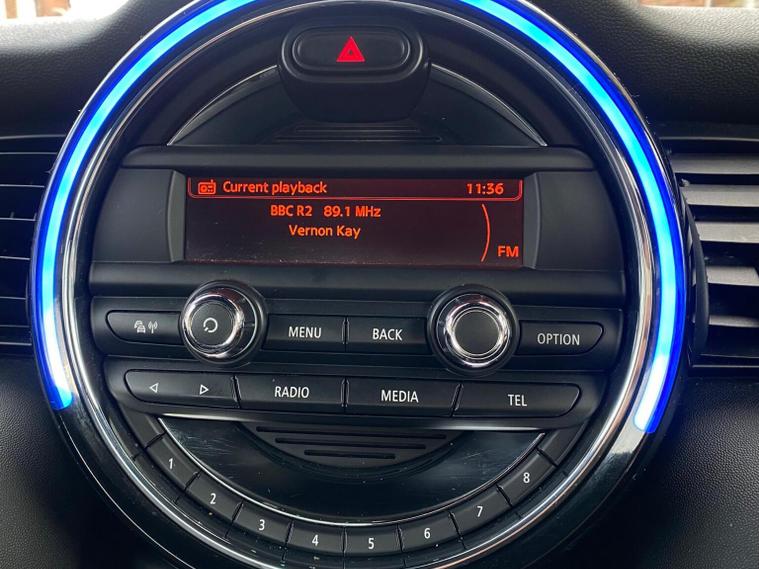 Current playback 11:36
BBC R2 89.1 MHz
Vernon Kay
FM
MENU BACK OPTION
RADIO MEDIA TEL
1 2 3 4 5 6 7 8